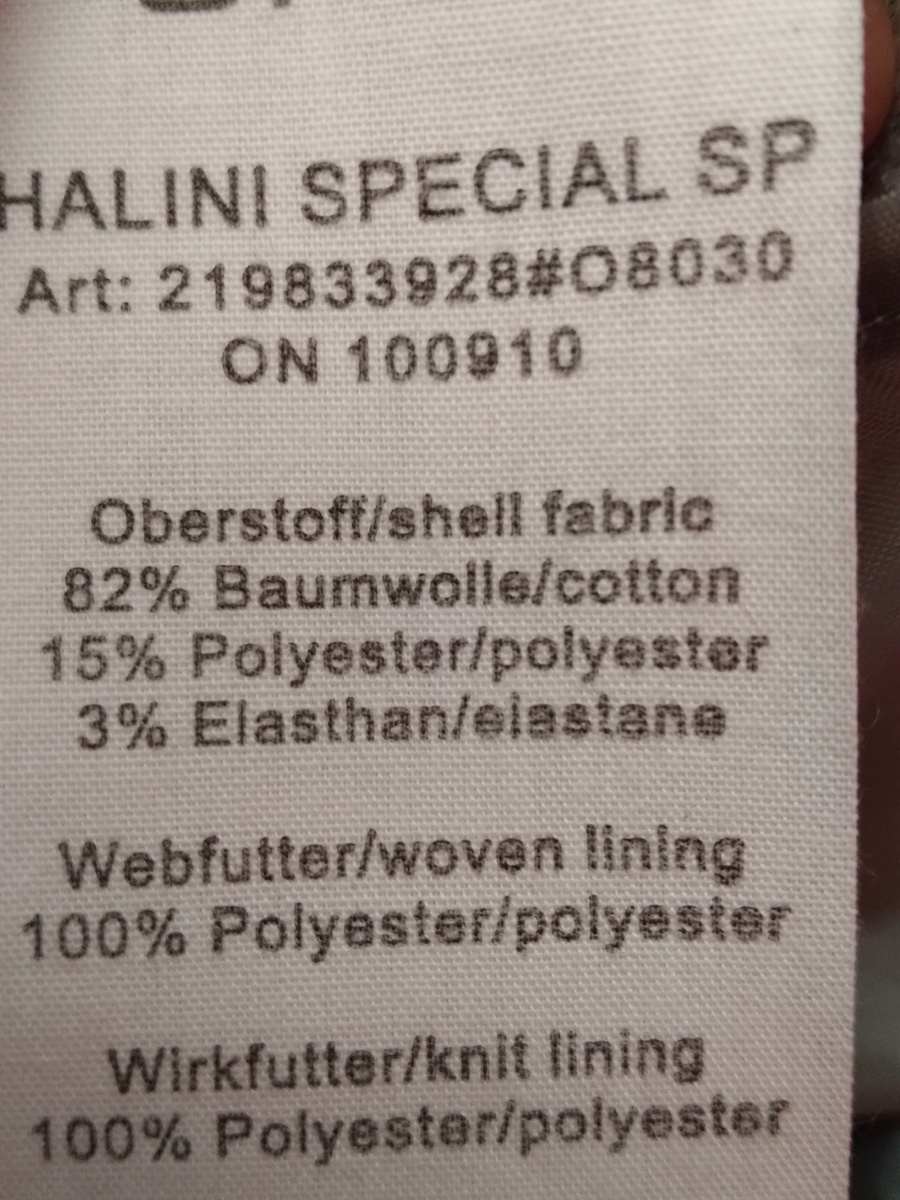 HALINI SPECIAL SP
Art: 219833928#O8030
ON 100910
Oberstoff/shell fabric
82% Baumwolle/cotton
15% Polyester/polyester
3% Elasthan/elastane
Webfutter/woven lining
100% Polyester/polyester
Wirkfutter/knit lining
100% Polyester/polyester